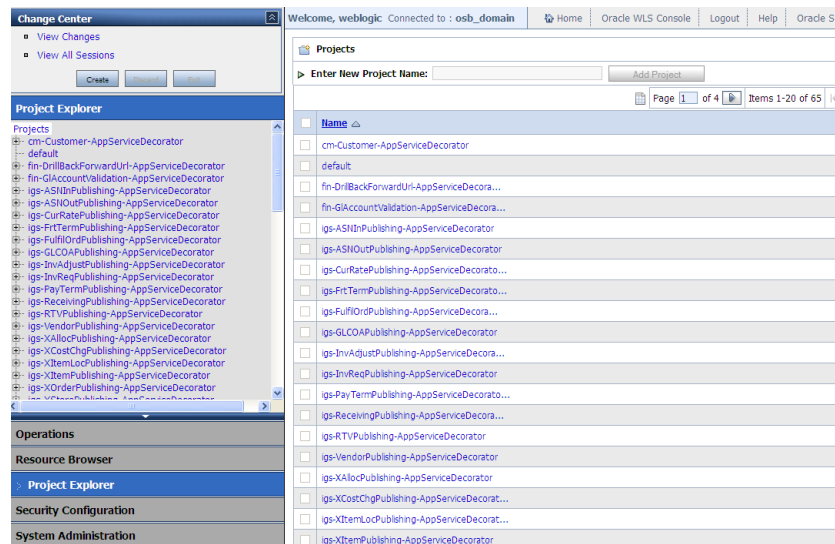 Change Center
View Changes
View All Sessions
Create Discard Exit
Project Explorer
Projects
cm-Customer-AppServiceDecorator
default
fin-DrillBackForwardUrl-AppServiceDecorator
fin-GlAccountValidation-AppServiceDecorator
igs-ASNInPublishing-AppServiceDecorator
igs-ASNOutPublishing-AppServiceDecorator
igs-CurRatePublishing-AppServiceDecorator
igs-FrtTermPublishing-AppServiceDecorator
igs-FulfilOrdPublishing-AppServiceDecorator
igs-GLCOAPublishing-AppServiceDecorator
igs-InvAdjustPublishing-AppServiceDecorator
igs-InvReqPublishing-AppServiceDecorator
igs-PayTermPublishing-AppServiceDecorator
igs-ReceivingPublishing-AppServiceDecorator
igs-RTVPublishing-AppServiceDecorator
igs-VendorPublishing-AppServiceDecorator
igs-XAllocPublishing-AppServiceDecorator
igs-XCostChgPublishing-AppServiceDecorator
igs-XItemLocPublishing-AppServiceDecorator
igs-XItemPublishing-AppServiceDecorator
igs-XOrderPublishing-AppServiceDecorator
igs-XStorePublishing-AppServiceDecorator
Operations
Resource Browser
Project Explorer
Security Configuration
System Administration
Welcome, weblogic Connected to : osb_domain Home Oracle WLS Console Logout Help Oracle S
Projects
Enter New Project Name: Add Project
Page 1 of 4 Items 1-20 of 65
Name
cm-Customer-AppServiceDecorator
default
fin-DrillBackForwardUrl-AppServiceDecora...
fin-GlAccountValidation-AppServiceDecora...
igs-ASNInPublishing-AppServiceDecorator
igs-ASNOutPublishing-AppServiceDecorator
igs-CurRatePublishing-AppServiceDecorato...
igs-FrtTermPublishing-AppServiceDecorato...
igs-FulfilOrdPublishing-AppServiceDecora...
igs-GLCOAPublishing-AppServiceDecorator
igs-InvAdjustPublishing-AppServiceDecora...
igs-InvReqPublishing-AppServiceDecorator
igs-PayTermPublishing-AppServiceDecorato...
igs-ReceivingPublishing-AppServiceDecora...
igs-RTVPublishing-AppServiceDecorator
igs-VendorPublishing-AppServiceDecorator
igs-XAllocPublishing-AppServiceDecorator
igs-XCostChgPublishing-AppServiceDecorat...
igs-XItemLocPublishing-AppServiceDecorat...
igs-XItemPublishing-AppServiceDecorator